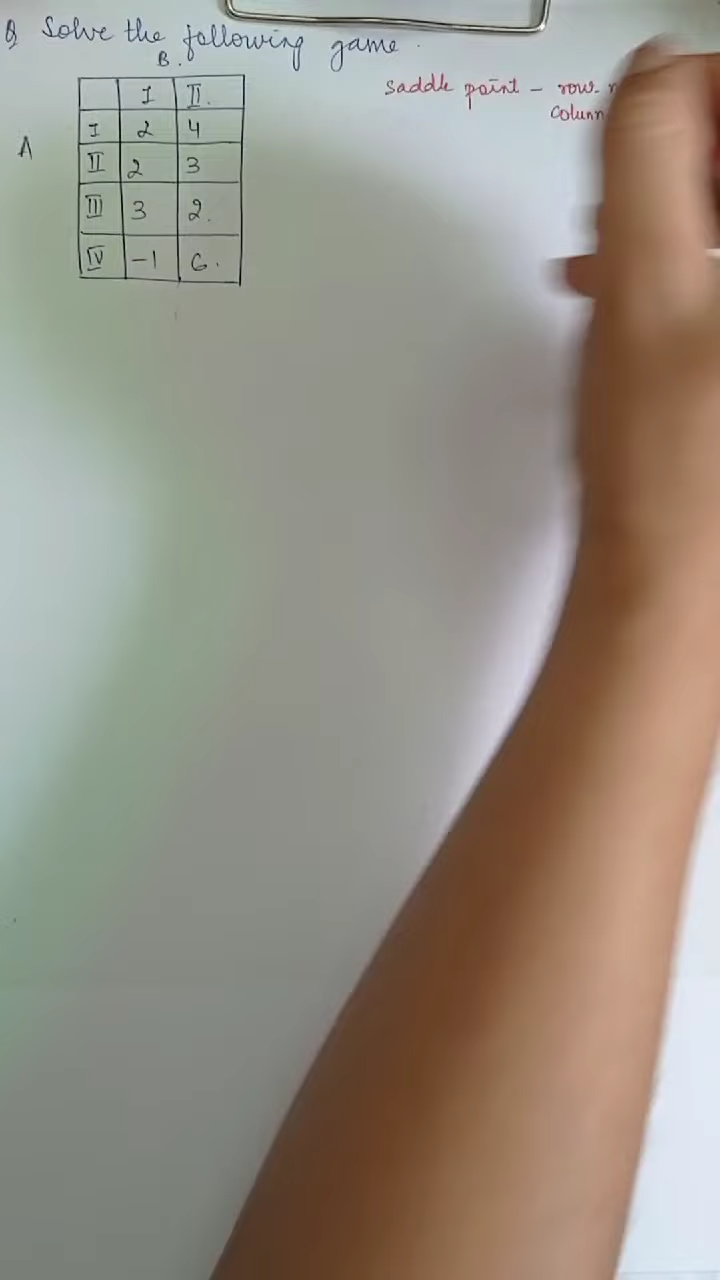 Q Solve the following game.
B.
Saddle point - row
column
I II.
A
I 2 4
II 2 3
III 3 2.
IV -1 6.